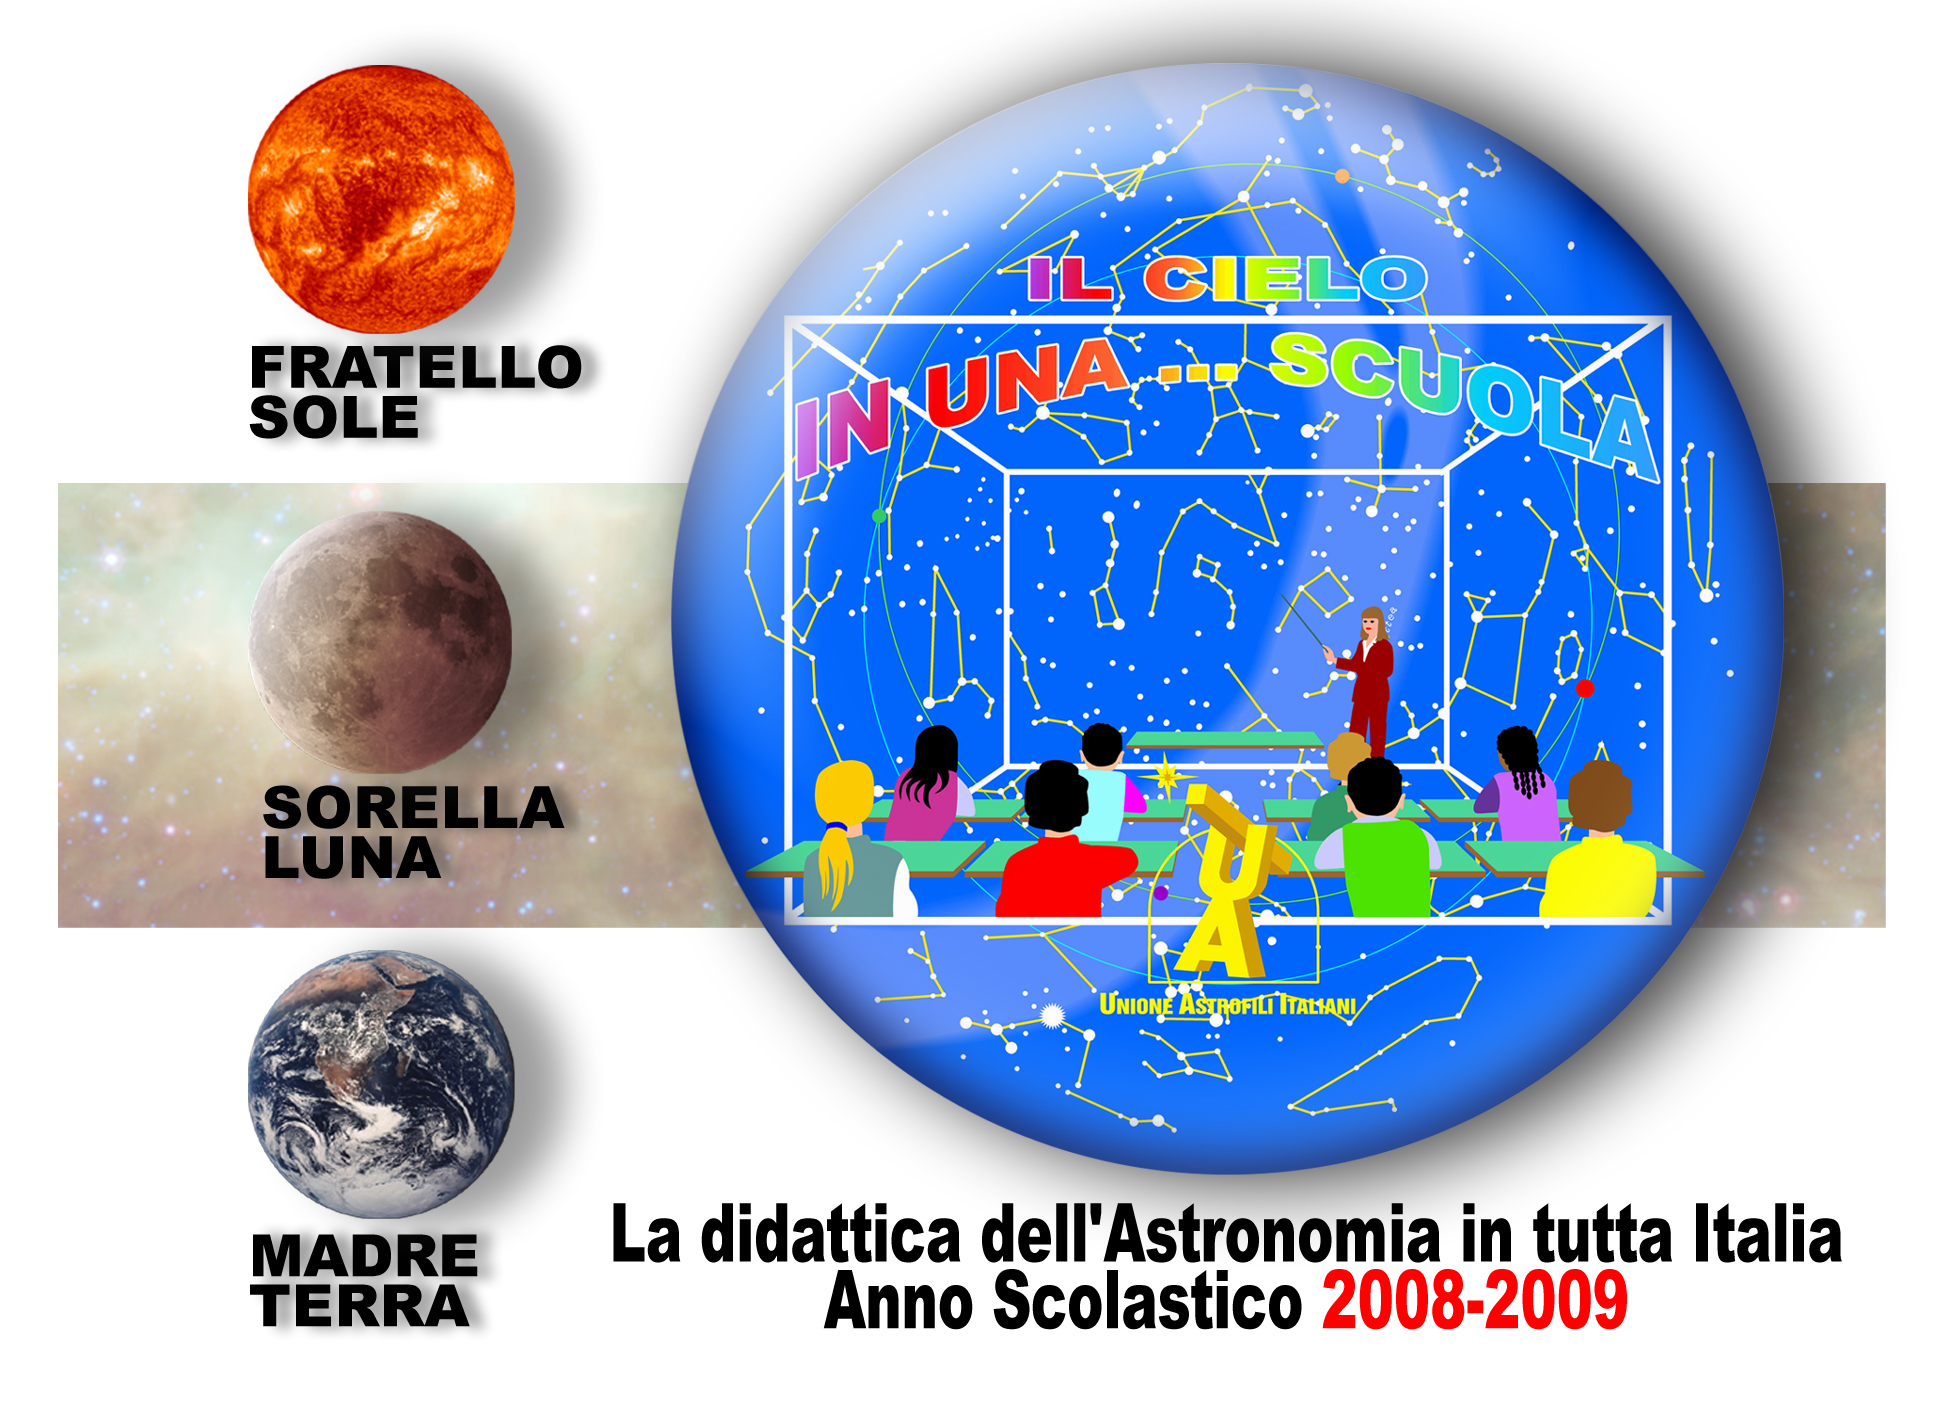 FRATELLO
SOLE
SORELLA
LUNA
MADRE
TERRA
IL CIELO
IN UNA ... SCUOLA
UA
UNIONE ASTROFILI ITALIANI
La didattica dell'Astronomia in tutta Italia
Anno Scolastico 2008-2009